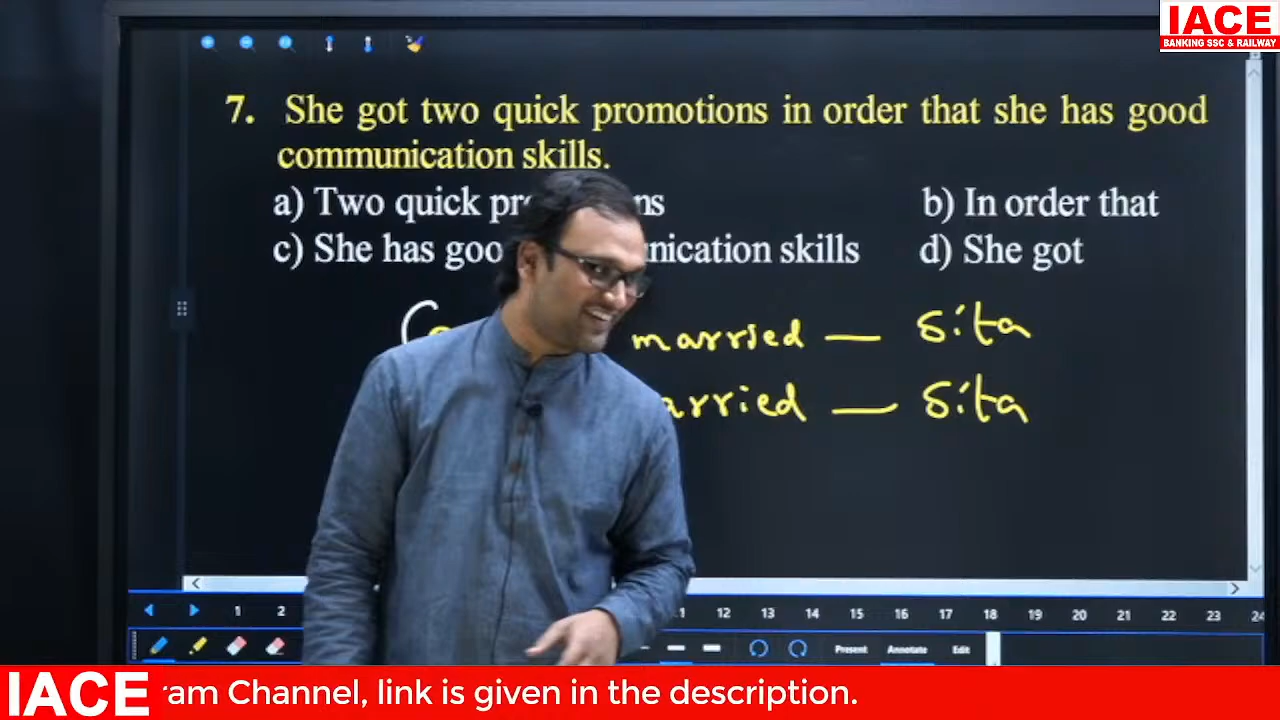 IACE
BANKING SSC & RAILWAY
7. She got two quick promotions in order that she has good
communication skills.
a) Two quick pr ns b) In order that
c) She has goo nication skills d) She got
married — Sita
arried — Sita
1 2 11 12 13 14 15 16 17 18 19 20 21 22 23 24
Present Annotate Edit
IACE ram Channel, link is given in the description.